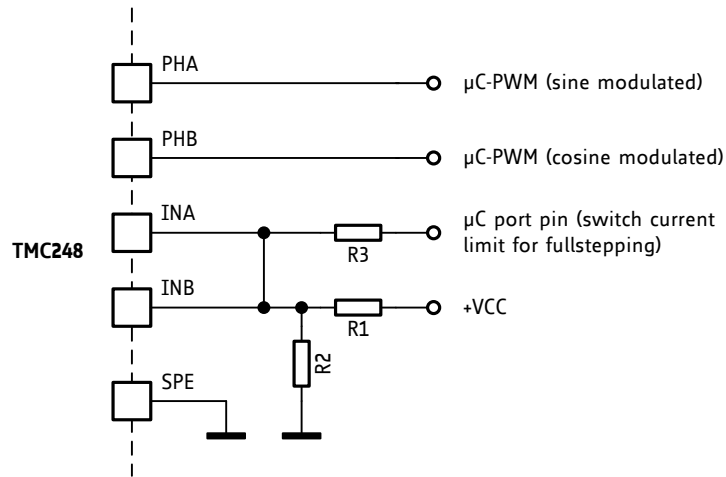 PHA
µC-PWM (sine modulated)
PHB
µC-PWM (cosine modulated)
INA
µC port pin (switch current
limit for fullstepping)
R3
TMC248
INB
+VCC
R1
R2
SPE